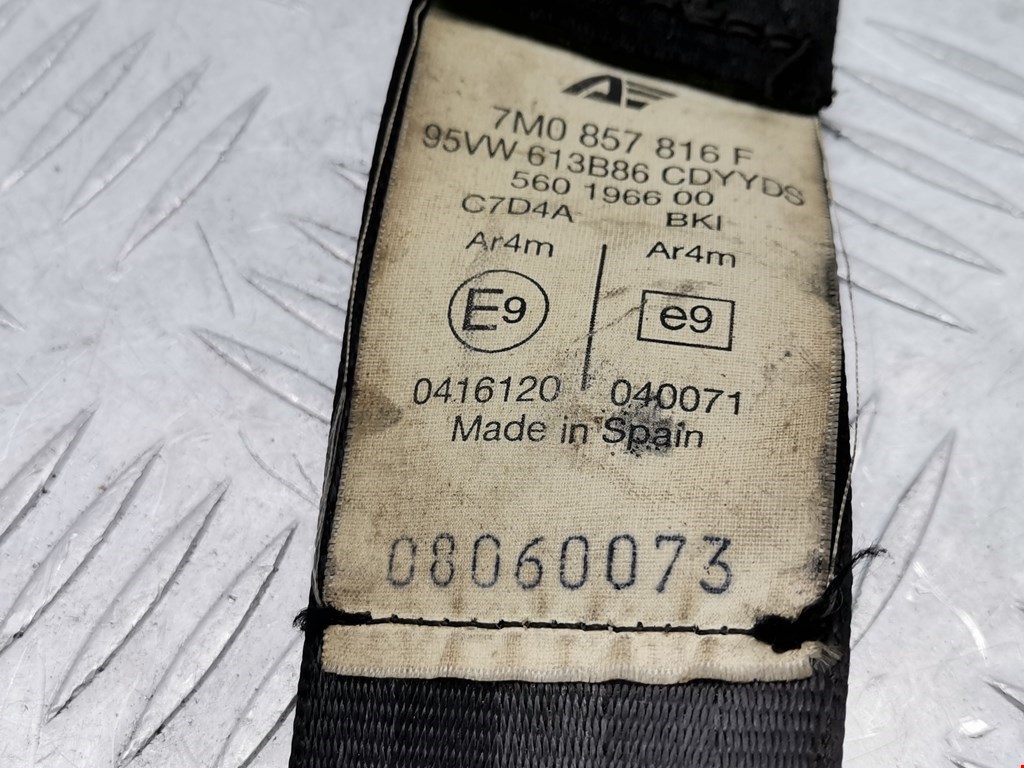 7M0 857 816 F
95VW 613B86 CDYYDS
560 1966 00
C7D4A BKI
Ar4m Ar4m
E9 e9
0416120 040071
Made in Spain
08060073